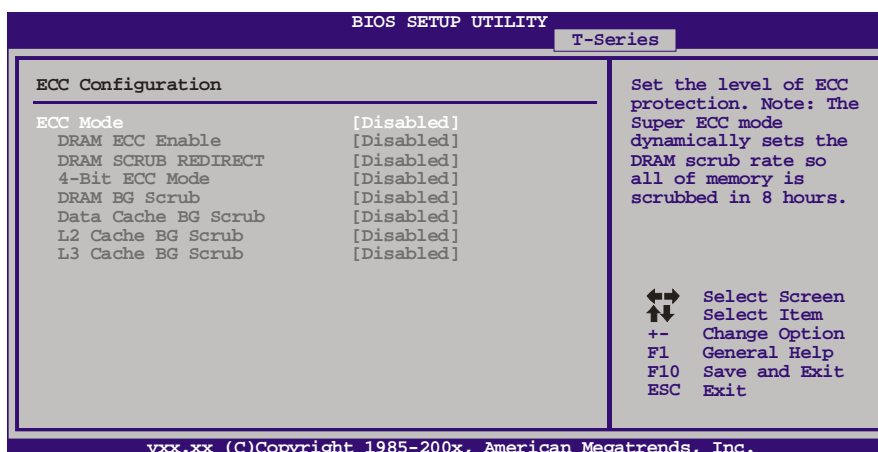 BIOS SETUP UTILITY
T-Series
ECC Configuration
ECC Mode [Disabled]
DRAM ECC Enable [Disabled]
DRAM SCRUB REDIRECT [Disabled]
4-Bit ECC Mode [Disabled]
DRAM BG Scrub [Disabled]
Data Cache BG Scrub [Disabled]
L2 Cache BG Scrub [Disabled]
L3 Cache BG Scrub [Disabled]
Set the level of ECC
protection. Note: The
Super ECC mode
dynamically sets the
DRAM scrub rate so
all of memory is
scrubbed in 8 hours.
Select Screen
Select Item
+- Change Option
F1 General Help
F10 Save and Exit
ESC Exit
vxx.xx (C)Copyright 1985-200x, American Megatrends, Inc.